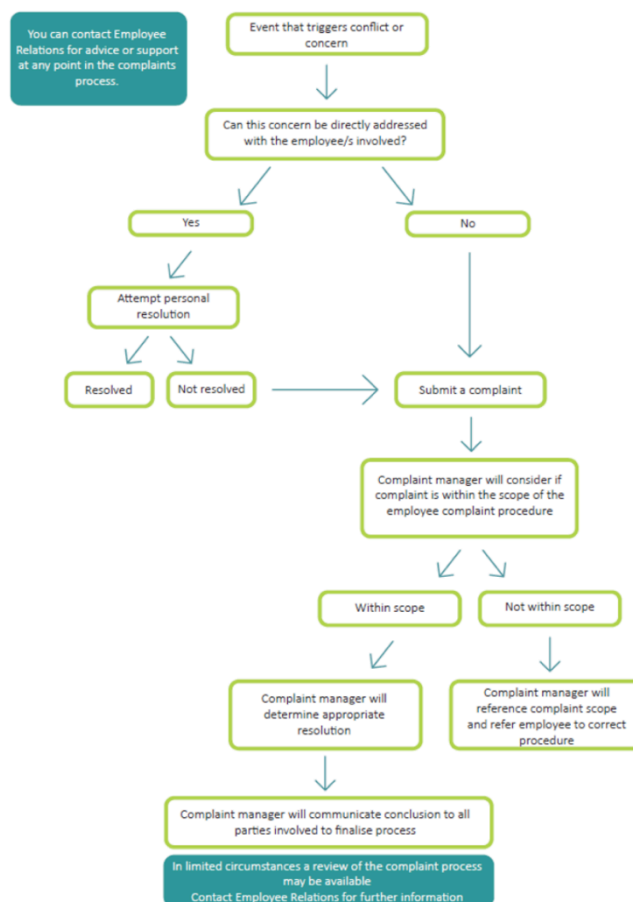 You can contact Employee
Relations for advice or support
at any point in the complaints
process.
Event that triggers conflict or
concern
Can this concern be directly addressed
with the employee/s involved?
Yes
No
Attempt personal
resolution
Resolved
Not resolved
Submit a complaint
Complaint manager will consider if
complaint is within the scope of the
employee complaint procedure
Within scope
Not within scope
Complaint manager will
determine appropriate
resolution
Complaint manager will
reference complaint scope
and refer employee to correct
procedure
Complaint manager will communicate conclusion to all
parties involved to finalise process
In limited circumstances a review of the complaint process
may be available
Contact Employee Relations for further information